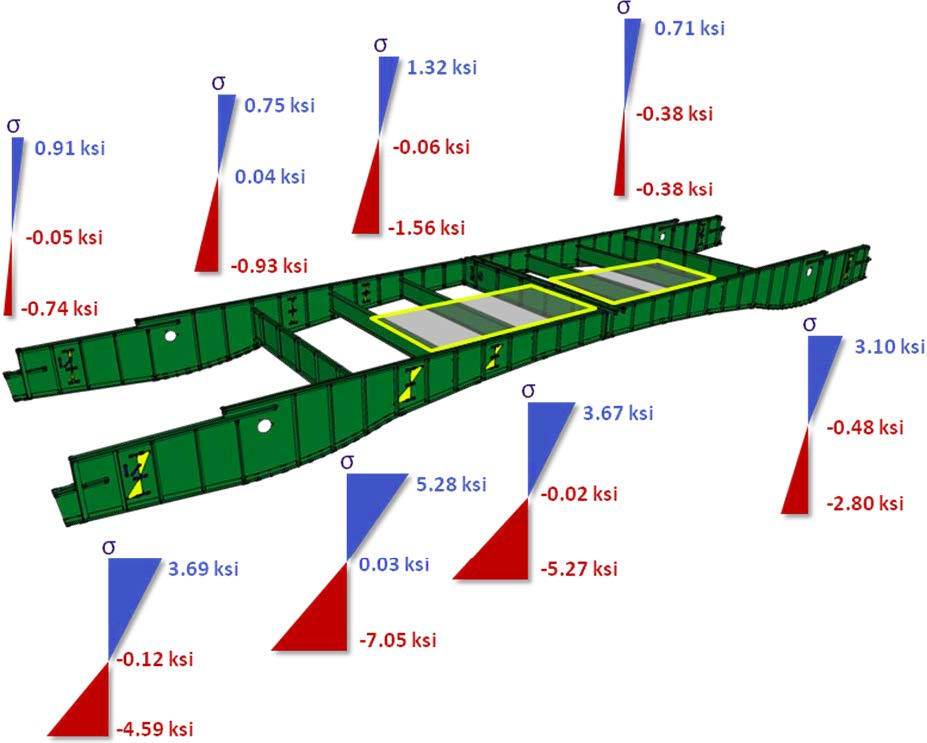 σ
0.71 ksi
-0.38 ksi
-0.38 ksi
σ
1.32 ksi
-0.06 ksi
-1.56 ksi
σ
0.75 ksi
0.04 ksi
-0.93 ksi
σ
0.91 ksi
-0.05 ksi
-0.74 ksi
σ
3.10 ksi
-0.48 ksi
-2.80 ksi
σ
3.67 ksi
-0.02 ksi
-5.27 ksi
σ
5.28 ksi
0.03 ksi
-7.05 ksi
σ
3.69 ksi
-0.12 ksi
-4.59 ksi